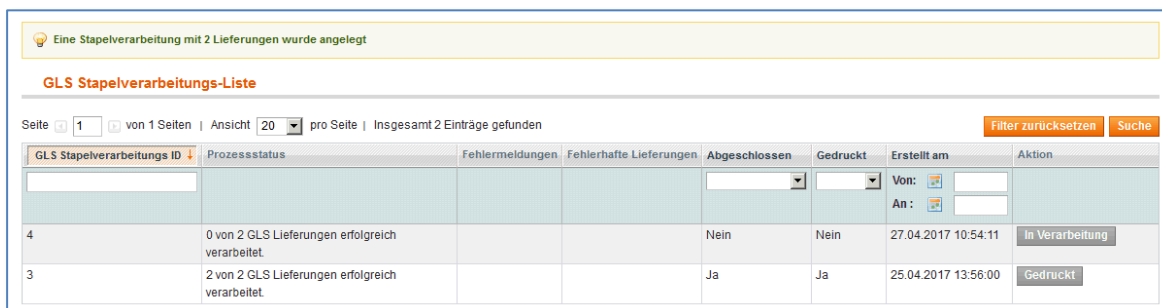 Eine Stapelverarbeitung mit 2 Lieferungen wurde angelegt
GLS Stapelverarbeitungs-Liste
Seite 1 von 1 Seiten | Ansicht 20 pro Seite | Insgesamt 2 Einträge gefunden Filter zurücksetzen Suche
GLS Stapelverarbeitungs ID Prozessstatus Fehlermeldungen Fehlerhafte Lieferungen Abgeschlossen Gedruckt Erstellt am Aktion
Von:
An :
4 0 von 2 GLS Lieferungen erfolgreich Nein Nein 27.04.2017 10:54:11 In Verarbeitung
verarbeitet.
3 2 von 2 GLS Lieferungen erfolgreich Ja Ja 25.04.2017 13:56:00 Gedruckt
verarbeitet.